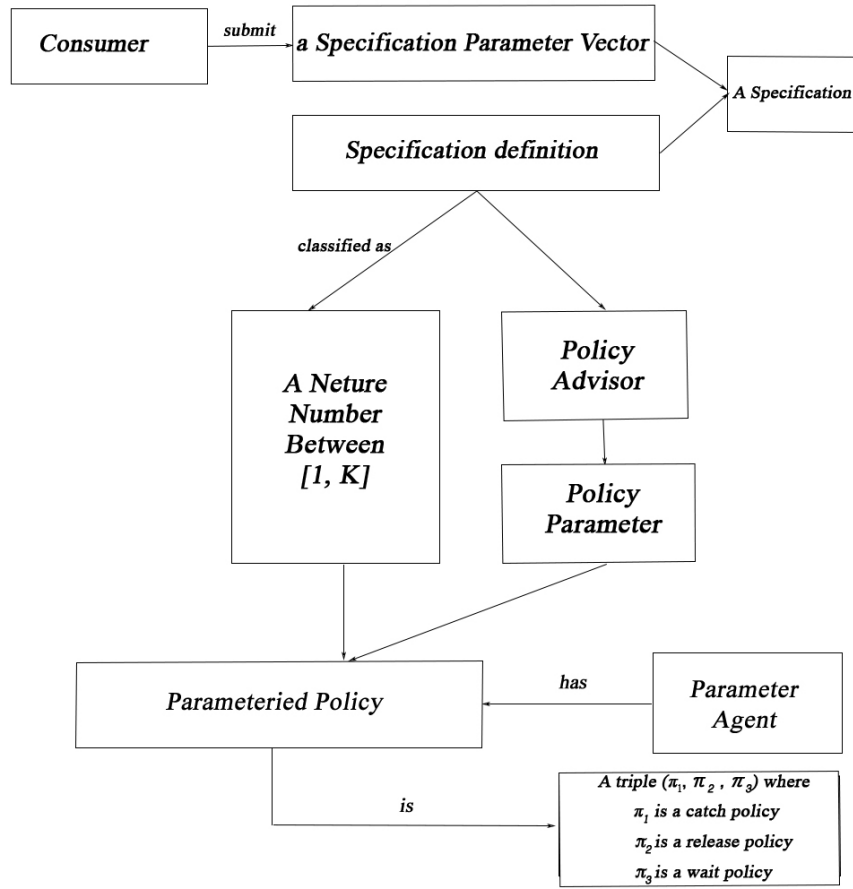 Consumer
submit
a Specification Parameter Vector
A Specification
Specification definition
classified as
A Neture
Number
Between
[1, K]
Policy
Advisor
Policy
Parameter
Parameteried Policy
has
Parameter
Agent
is
A triple (π₁, π₂ , π₃) where
π₁ is a catch policy
π₂ is a release policy
π₃ is a wait policy